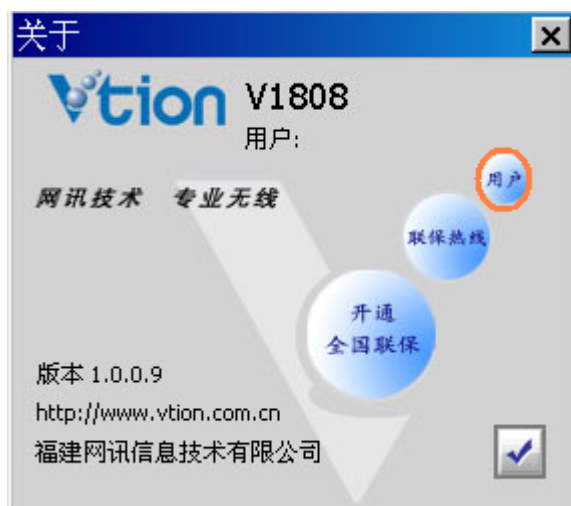 关于
Vtion V1808
用户:
用户
网讯技术 专业无线
联保热线
开通
全国联保
版本 1.0.0.9
http://www.vtion.com.cn
福建网讯信息技术有限公司